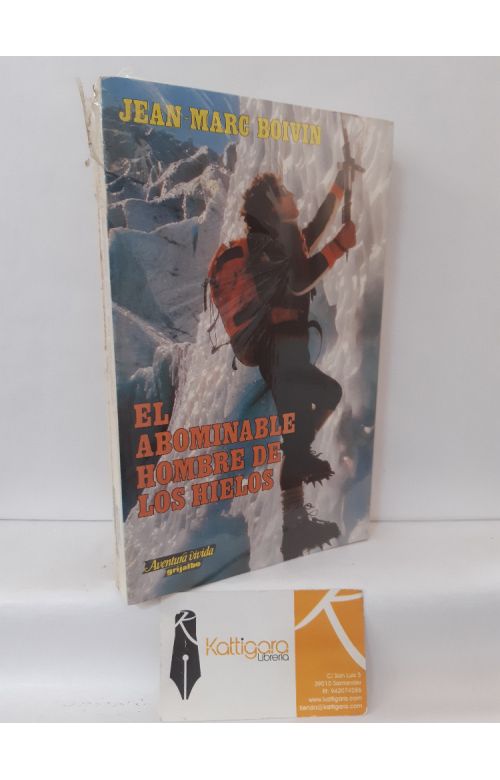 JEAN-MARC BOIVIN
EL
ABOMINABLE
HOMBRE DE
LOS HIELOS
Aventura vivida
grijalbo
Kattigara
Librería
C/ San Luis 5
39010 Santander
tlf: 942074286
www.kattigara.com
tienda@kattigara.com